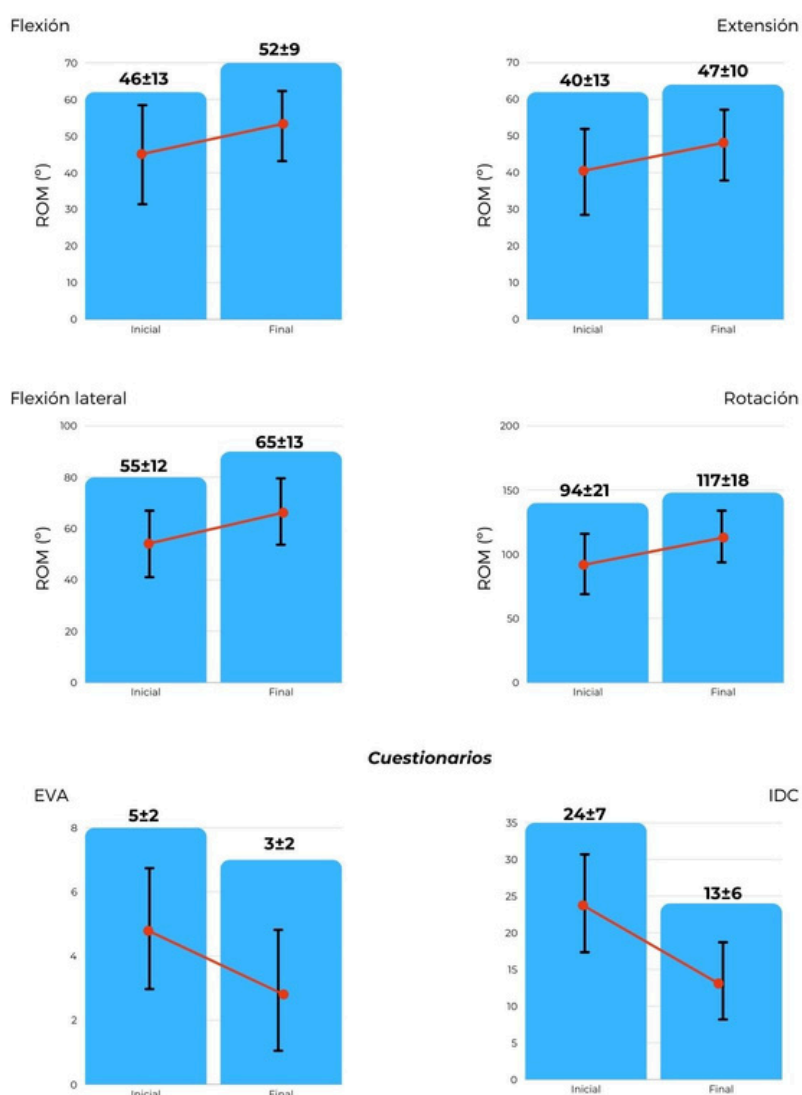 Flexión
46±13
52±9
ROM (º)
70
60
50
40
30
20
10
0
Inicial
Final
Extensión
40±13
47±10
ROM (º)
70
60
50
40
30
20
10
0
Inicial
Final
Flexión lateral
55±12
65±13
ROM (º)
100
80
60
40
20
0
Inicial
Final
Rotación
94±21
117±18
ROM (º)
200
150
100
50
0
Inicial
Final
Cuestionarios
EVA
5±2
3±2
8
6
4
2
0
Inicial
Final
IDC
24±7
13±6
35
30
25
20
15
10
5
0
Inicial
Final